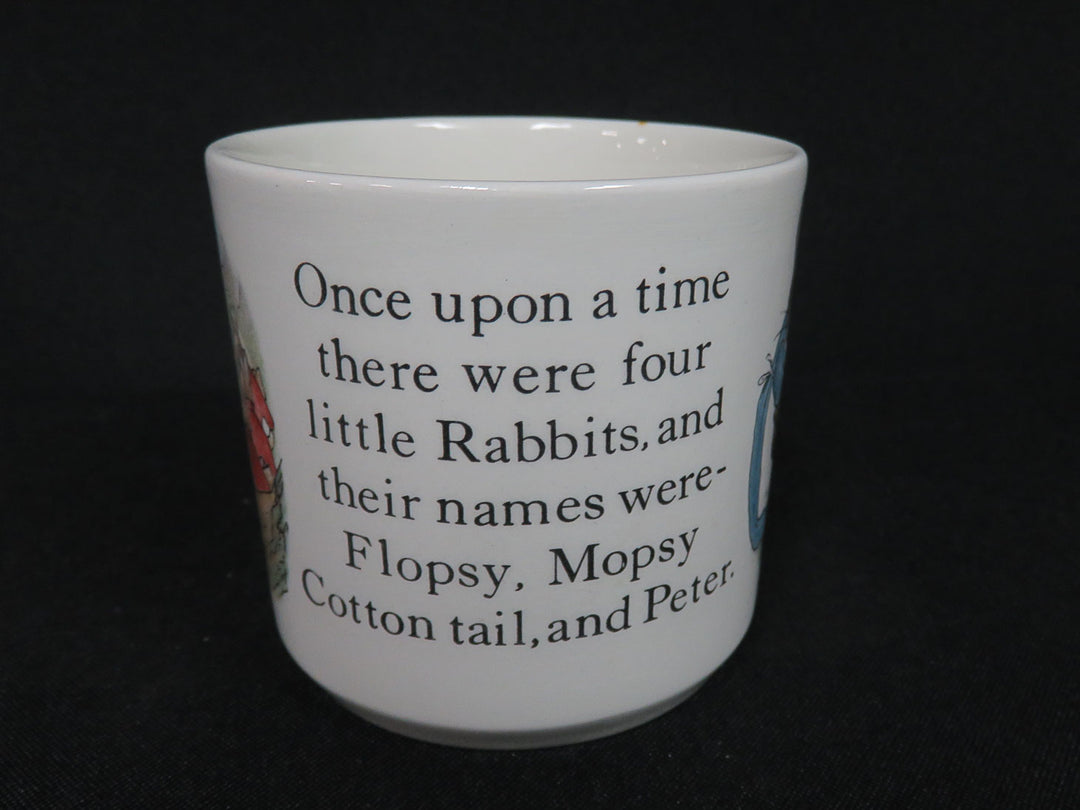 Once upon a time
there were four
little Rabbits, and
their names were-
Flopsy, Mopsy
Cotton tail, and Peter.